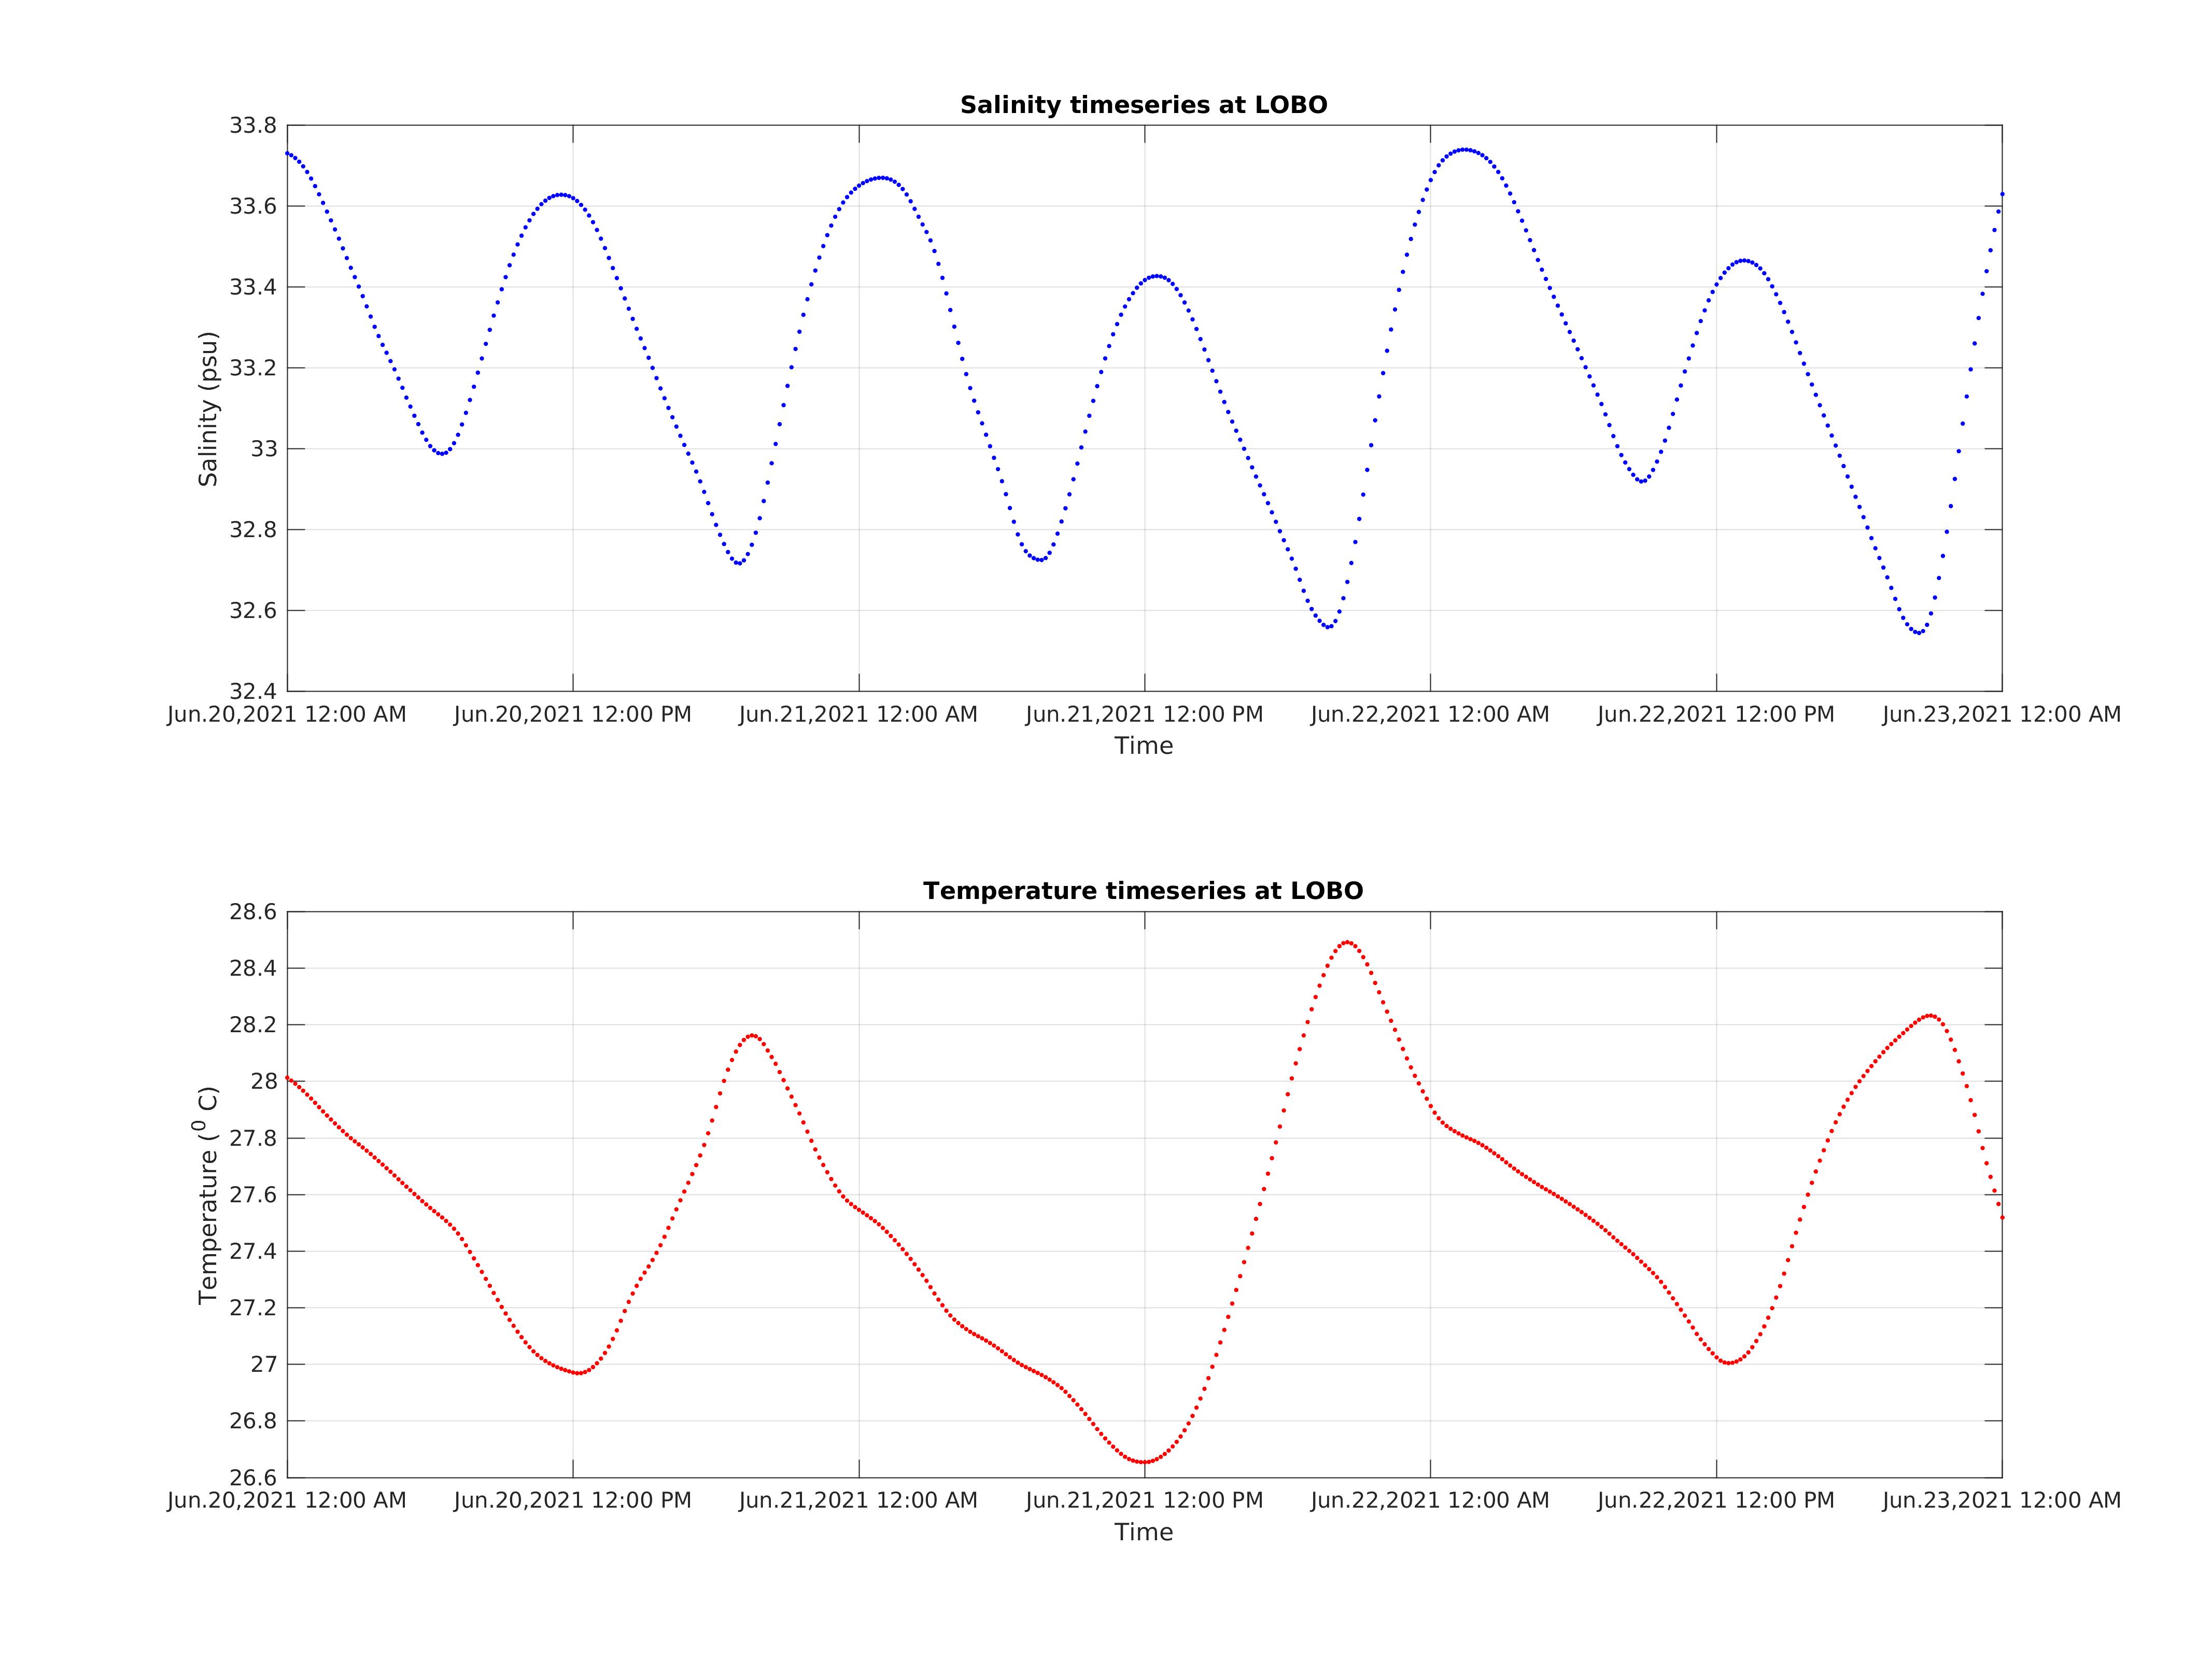 Salinity timeseries at LOBO
33.8
33.6
33.4
33.2
33
32.8
32.6
32.4
Salinity (psu)
Jun.20,2021 12:00 AM Jun.20,2021 12:00 PM Jun.21,2021 12:00 AM Jun.21,2021 12:00 PM Jun.22,2021 12:00 AM Jun.22,2021 12:00 PM Jun.23,2021 12:00 AM
Time
Temperature timeseries at LOBO
28.6
28.4
28.2
28
27.8
27.6
27.4
27.2
27
26.8
26.6
Temperature (⁰ C)
Jun.20,2021 12:00 AM Jun.20,2021 12:00 PM Jun.21,2021 12:00 AM Jun.21,2021 12:00 PM Jun.22,2021 12:00 AM Jun.22,2021 12:00 PM Jun.23,2021 12:00 AM
Time